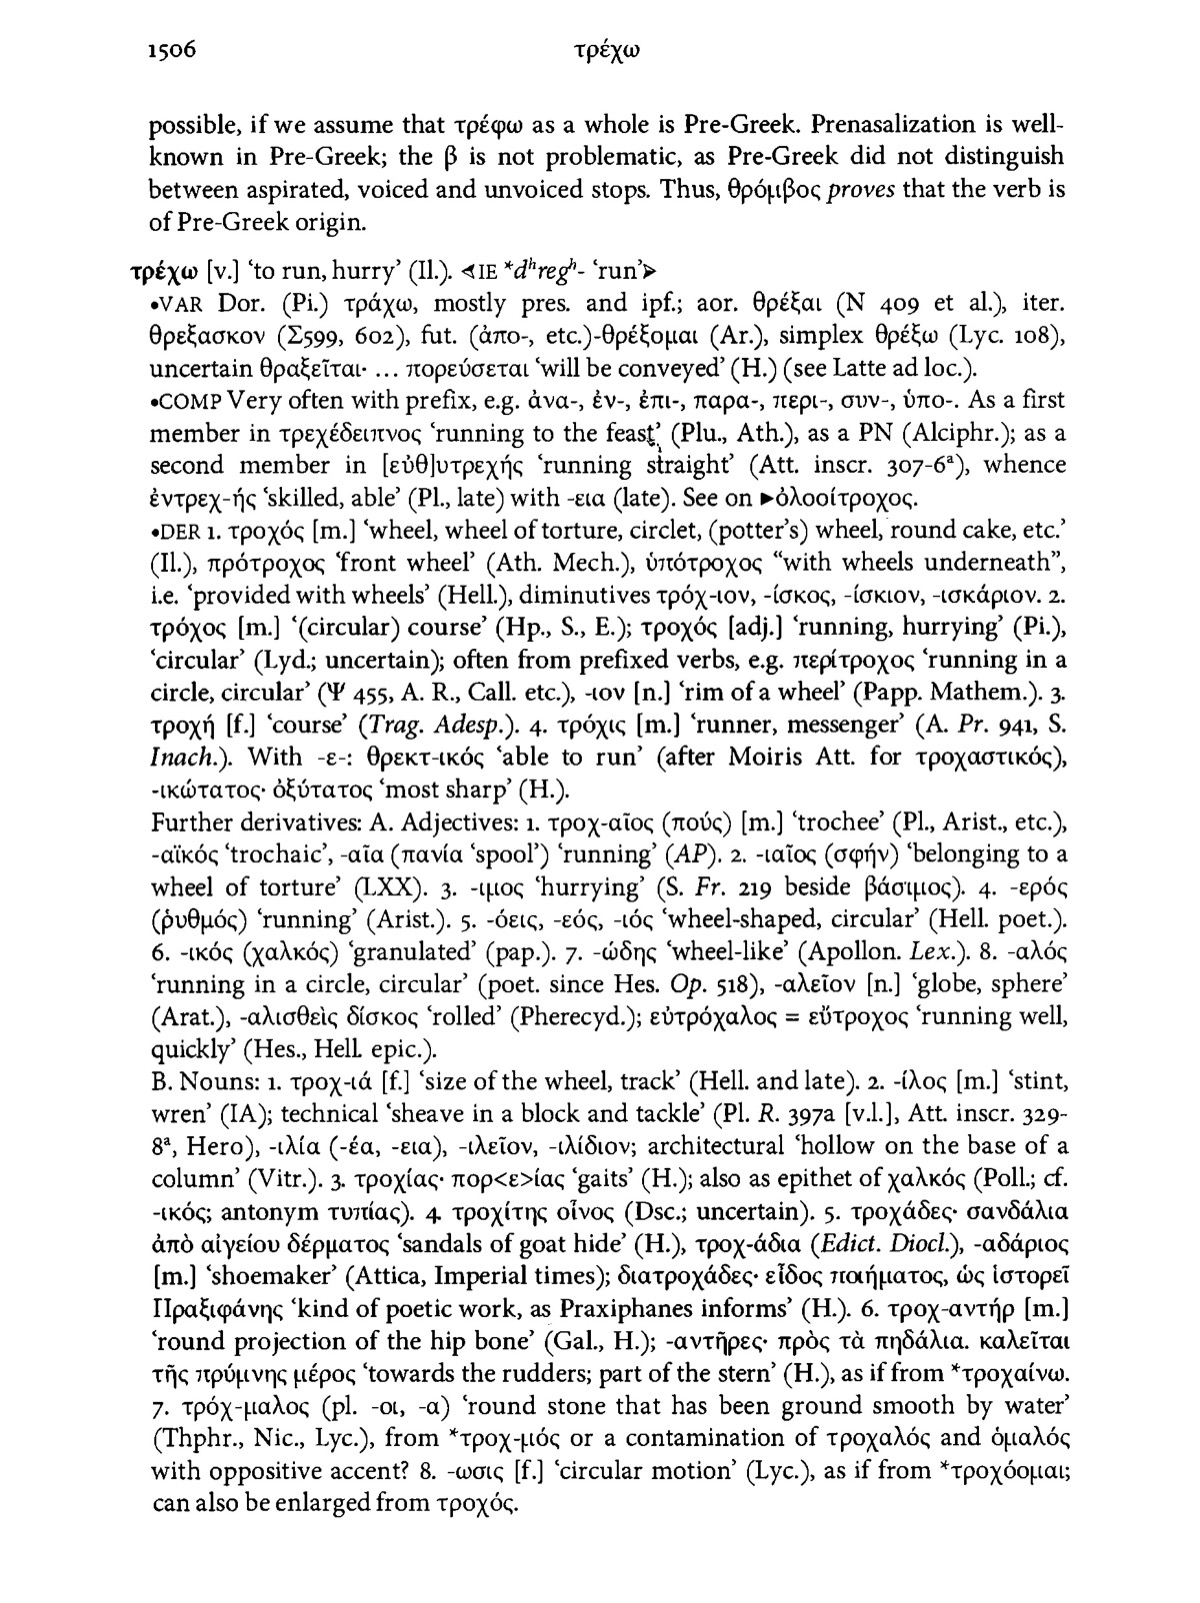 1506 τρέχω
possible, if we assume that τρέφω as a whole is Pre-Greek. Prenasalization is well-
known in Pre-Greek; the β is not problematic, as Pre-Greek did not distinguish
between aspirated, voiced and unvoiced stops. Thus, θρόμβος proves that the verb is
of Pre-Greek origin.
τρέχω [v.] ‘to run, hurry’ (Il.). ⋖IE *dʰregʰ- ‘run’⋗
•VAR Dor. (Pi.) τράχω, mostly pres. and ipf.; aor. θρέξαι (Ν 409 et al.), iter.
θρεξασκον (Σ599, 602), fut. (ἀπο-, etc.)-θρέξομαι (Ar.), simplex θρέξω (Lyc. 108),
uncertain θραξεῖται· ... πορεύσεται ‘will be conveyed’ (H.) (see Latte ad loc.).
•COMP Very often with prefix, e.g. ἀνα-, ἐν-, ἐπι-, παρα-, περι-, συν-, ὑπο-. As a first
member in τρεχέδειπνος ‘running to the feast’ (Plu., Ath.), as a PN (Alciphr.); as a
second member in [εὐθ]υτρεχής ‘running straight’ (Att. inscr. 307-6ᵃ), whence
ἐντρεχ-ής ‘skilled, able’ (Pl., late) with -εια (late). See on ►ὀλοοίτροχος.
•DER 1. τροχός [m.] ‘wheel, wheel of torture, circlet, (potter’s) wheel, round cake, etc.’
(Il.), πρότροχος ‘front wheel’ (Ath. Mech.), ὑπότροχος “with wheels underneath”,
i.e. ‘provided with wheels’ (Hell.), diminutives τρόχ-ιον, -ίσκος, -ίσκιον, -ισκάριον. 2.
τρόχος [m.] ‘(circular) course’ (Hp., S., E.); τροχός [adj.] ‘running, hurrying’ (Pi.),
‘circular’ (Lyd.; uncertain); often from prefixed verbs, e.g. περίτροχος ‘running in a
circle, circular’ (Ψ 455, A. R., Call. etc.), -ιον [n.] ‘rim of a wheel’ (Papp. Mathem.). 3.
τροχή [f.] ‘course’ (Trag. Adesp.). 4. τρόχις [m.] ‘runner, messenger’ (A. Pr. 941, S.
Inach.). With -ε-: θρεκτ-ικός ‘able to run’ (after Moiris Att. for τροχαστικός),
-ικώτατος· ὀξύτατος ‘most sharp’ (H.).
Further derivatives: A. Adjectives: 1. τροχ-αῖος (πούς) [m.] ‘trochee’ (Pl., Arist., etc.),
-αϊκός ‘trochaic’, -αῖα (πανία ‘spool’) ‘running’ (AP). 2. -ιαῖος (σφήν) ‘belonging to a
wheel of torture’ (LXX). 3. -ιμος ‘hurrying’ (S. Fr. 219 beside βάσιμος). 4. -ερός
(ῥυθμός) ‘running’ (Arist.). 5. -όεις, -εός, -ιός ‘wheel-shaped, circular’ (Hell. poet.).
6. -ικός (χαλκός) ‘granulated’ (pap.). 7. -ώδης ‘wheel-like’ (Apollon. Lex.). 8. -αλός
‘running in a circle, circular’ (poet. since Hes. Op. 518), -αλεῖον [n.] ‘globe, sphere’
(Arat.), -αλισθεὶς δίσκος ‘rolled’ (Pherecyd.); εὐτρόχαλος = εὔτροχος ‘running well,
quickly’ (Hes., Hell. epic.).
B. Nouns: 1. τροχ-ιά [f.] ‘size of the wheel, track’ (Hell. and late). 2. -ίλος [m.] ‘stint,
wren’ (IA); technical ‘sheave in a block and tackle’ (Pl. R. 397a [v.l.], Att. inscr. 329-
8ᵃ, Hero), -ιλία (-έα, -εια), -ιλεῖον, -ιλίδιον; architectural ‘hollow on the base of a
column’ (Vitr.). 3. τροχίας· πορ<ε>ίας ‘gaits’ (H.); also as epithet of χαλκός (Poll.; cf.
-ικός; antonym τυπίας). 4. τροχίτης οἶνος (Dsc.; uncertain). 5. τροχάδες· σανδάλια
ἀπὸ αἰγείου δέρματος ‘sandals of goat hide’ (H.), τροχ-άδια (Edict. Diocl.), -αδάριος
[m.] ‘shoemaker’ (Attica, Imperial times); διατροχάδες· εἶδος ποιήματος, ὡς ἱστορεῖ
Πραξιφάνης ‘kind of poetic work, as Praxiphanes informs’ (H.). 6. τροχ-αντήρ [m.]
‘round projection of the hip bone’ (Gal., H.); -αντῆρες· πρὸς τὰ πηδάλια. καλεῖται
τῆς πρύμνης μέρος ‘towards the rudders; part of the stern’ (H.), as if from *τροχαίνω.
7. τρόχ-μαλος (pl. -οι, -α) ‘round stone that has been ground smooth by water’
(Thphr., Nic., Lyc.), from *τροχ-μός or a contamination of τροχαλός and ὁμαλός
with oppositive accent? 8. -ωσις [f.] ‘circular motion’ (Lyc.), as if from *τροχόομαι;
can also be enlarged from τροχός.